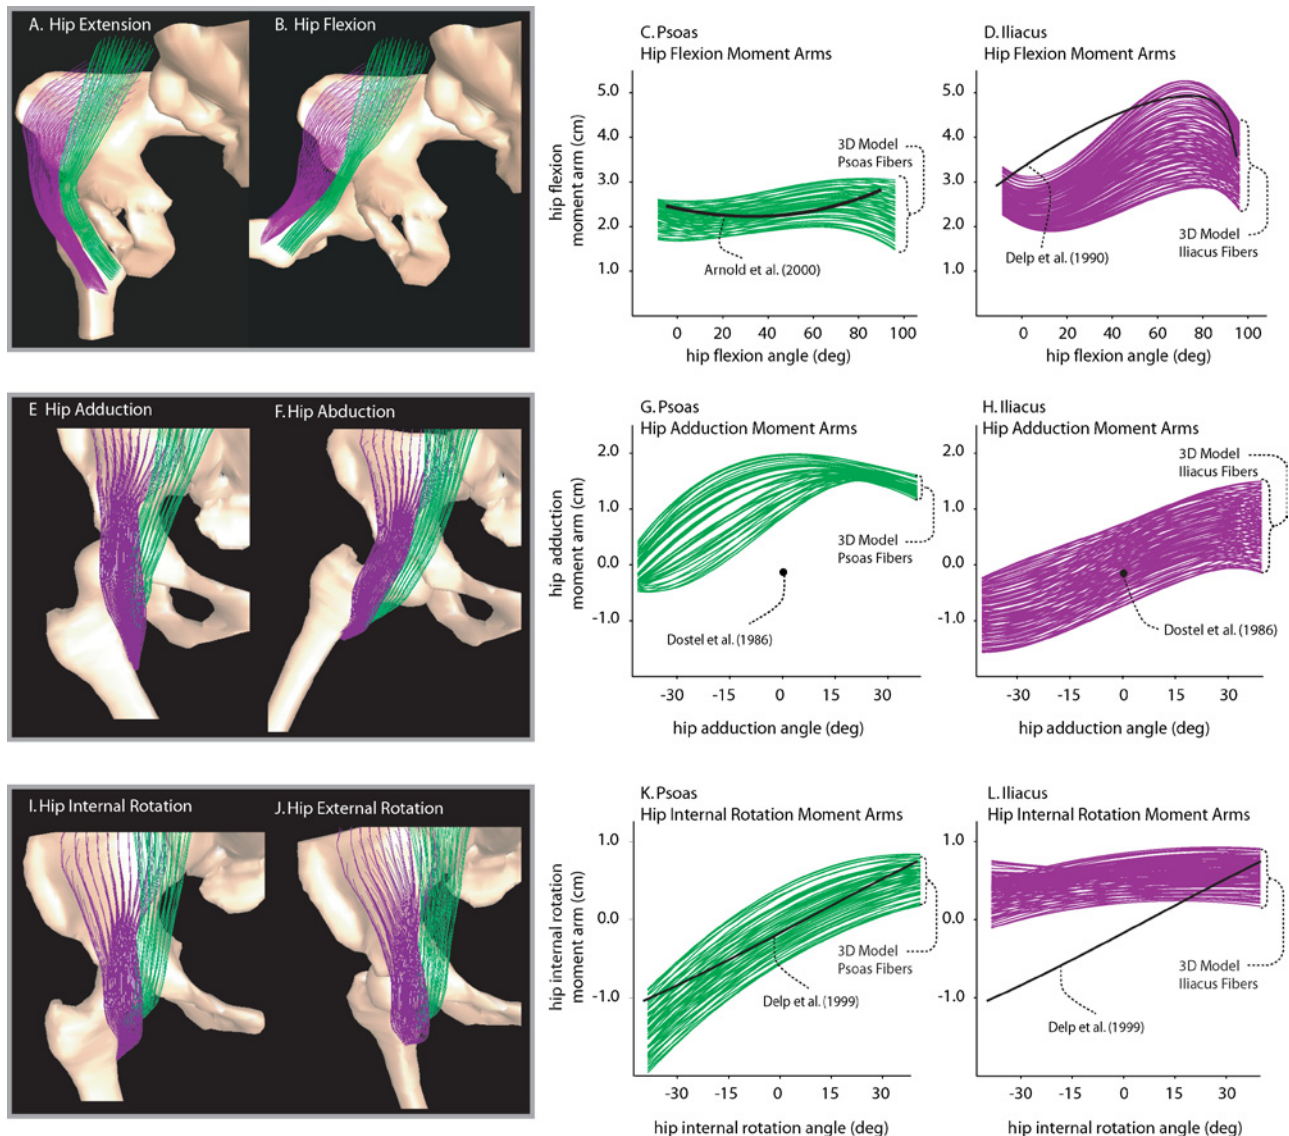 A. Hip Extension
B. Hip Flexion
C. Psoas
Hip Flexion Moment Arms
hip flexion
moment arm (cm)
5.0
4.0
3.0
2.0
1.0
3D Model
Psoas Fibers
Arnold et al. (2000)
0
20
40
60
80
100
hip flexion angle (deg)
D. Iliacus
Hip Flexion Moment Arms
5.0
4.0
3.0
2.0
1.0
Delp et al. (1990)
3D Model
Iliacus Fibers
0
20
40
60
80
100
hip flexion angle (deg)
E Hip Adduction
F. Hip Abduction
G. Psoas
Hip Adduction Moment Arms
hip adduction
moment arm (cm)
2.0
1.0
0.0
-1.0
3D Model
Psoas Fibers
Dostel et al. (1986)
-30
-15
0
15
30
hip adduction angle (deg)
H. Iliacus
Hip Adduction Moment Arms
3D Model
Iliacus Fibers
2.0
1.0
0.0
-1.0
Dostel et al. (1986)
-30
-15
0
15
30
hip adduction angle (deg)
I. Hip Internal Rotation
J. Hip External Rotation
K. Psoas
Hip Internal Rotation Moment Arms
hip internal rotation
moment arm (cm)
1.0
0.0
-1.0
3D Model
Psoas Fibers
Delp et al. (1999)
-30
-15
0
15
30
hip internal rotation angle (deg)
L. Iliacus
Hip Internal Rotation Moment Arms
1.0
0.0
-1.0
3D Model
Iliacus Fibers
Delp et al. (1999)
-30
-15
0
15
30
hip internal rotation angle (deg)